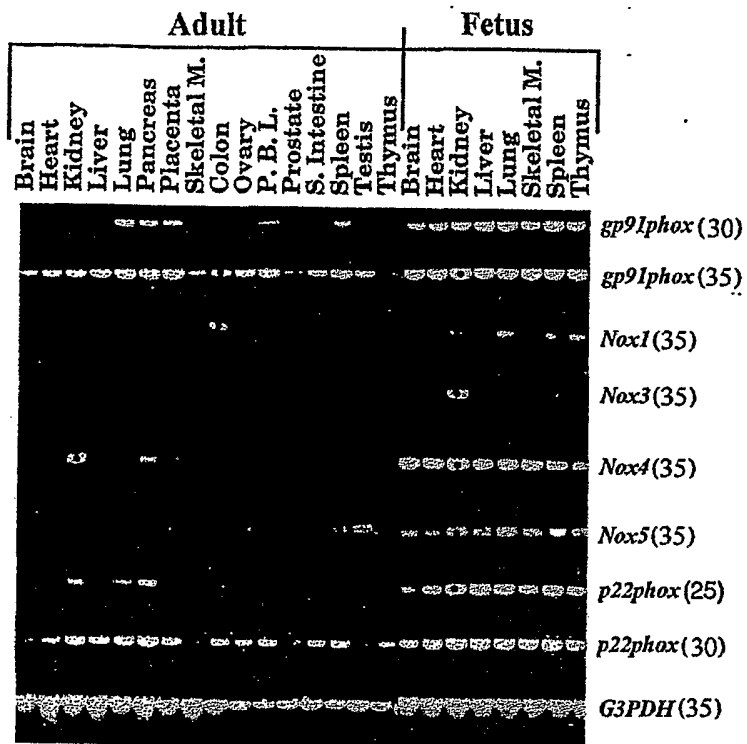 Adult Fetus
Brain
Heart
Kidney
Liver
Lung
Pancreas
Placenta
Skeletal M.
Colon
Ovary
P. B. L.
Prostate
S. Intestine
Spleen
Testis
Thymus
Brain
Heart
Kidney
Liver
Lung
Skeletal M.
Spleen
Thymus
gp91phox (30)
gp91phox (35)
Nox1 (35)
Nox3 (35)
Nox4 (35)
Nox5 (35)
p22phox (25)
p22phox (30)
G3PDH (35)